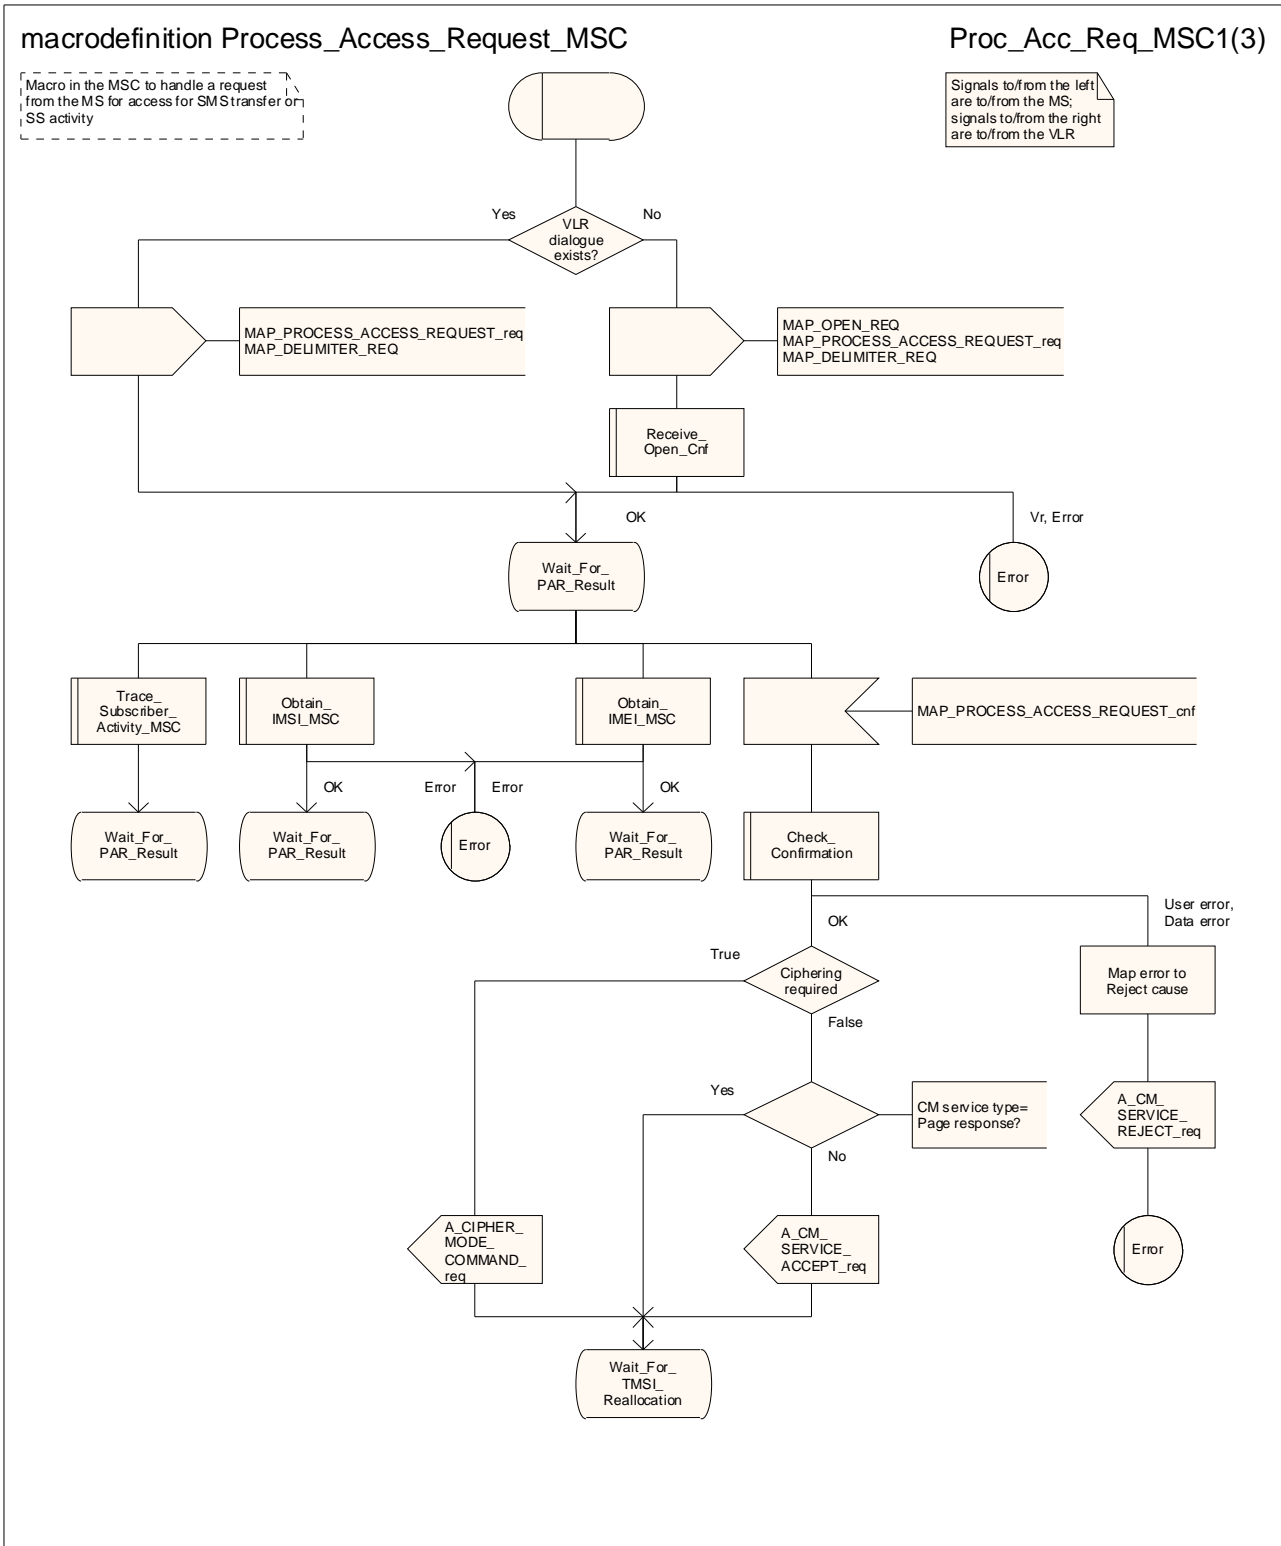 macrodefinition Process_Access_Request_MSC
Proc_Acc_Req_MSC1(3)
Macro in the MSC to handle a request
from the MS for access for SMS transfer or
SS activity
Signals to/from the left
are to/from the MS;
signals to/from the right
are to/from the VLR
Yes
No
VLR
dialogue
exists?
MAP_PROCESS_ACCESS_REQUEST_req
MAP_DELIMITER_REQ
MAP_OPEN_REQ
MAP_PROCESS_ACCESS_REQUEST_req
MAP_DELIMITER_REQ
Receive_
Open_Cnf
OK
Vr, Error
Wait_For_
PAR_Result
Error
Trace_
Subscriber_
Activity_MSC
Obtain_
IMSI_MSC
Obtain_
IMEI_MSC
MAP_PROCESS_ACCESS_REQUEST_cnf
OK
Error
Error
OK
Wait_For_
PAR_Result
Wait_For_
PAR_Result
Error
Wait_For_
PAR_Result
Check_
Confirmation
User error,
Data error
OK
True
Ciphering
required
Map error to
Reject cause
False
Yes
CM service type=
Page response?
A_CM_
SERVICE_
REJECT_req
No
A_CIPHER_
MODE_
COMMAND_
req
A_CM_
SERVICE_
ACCEPT_req
Error
Wait_For_
TMSI_
Reallocation